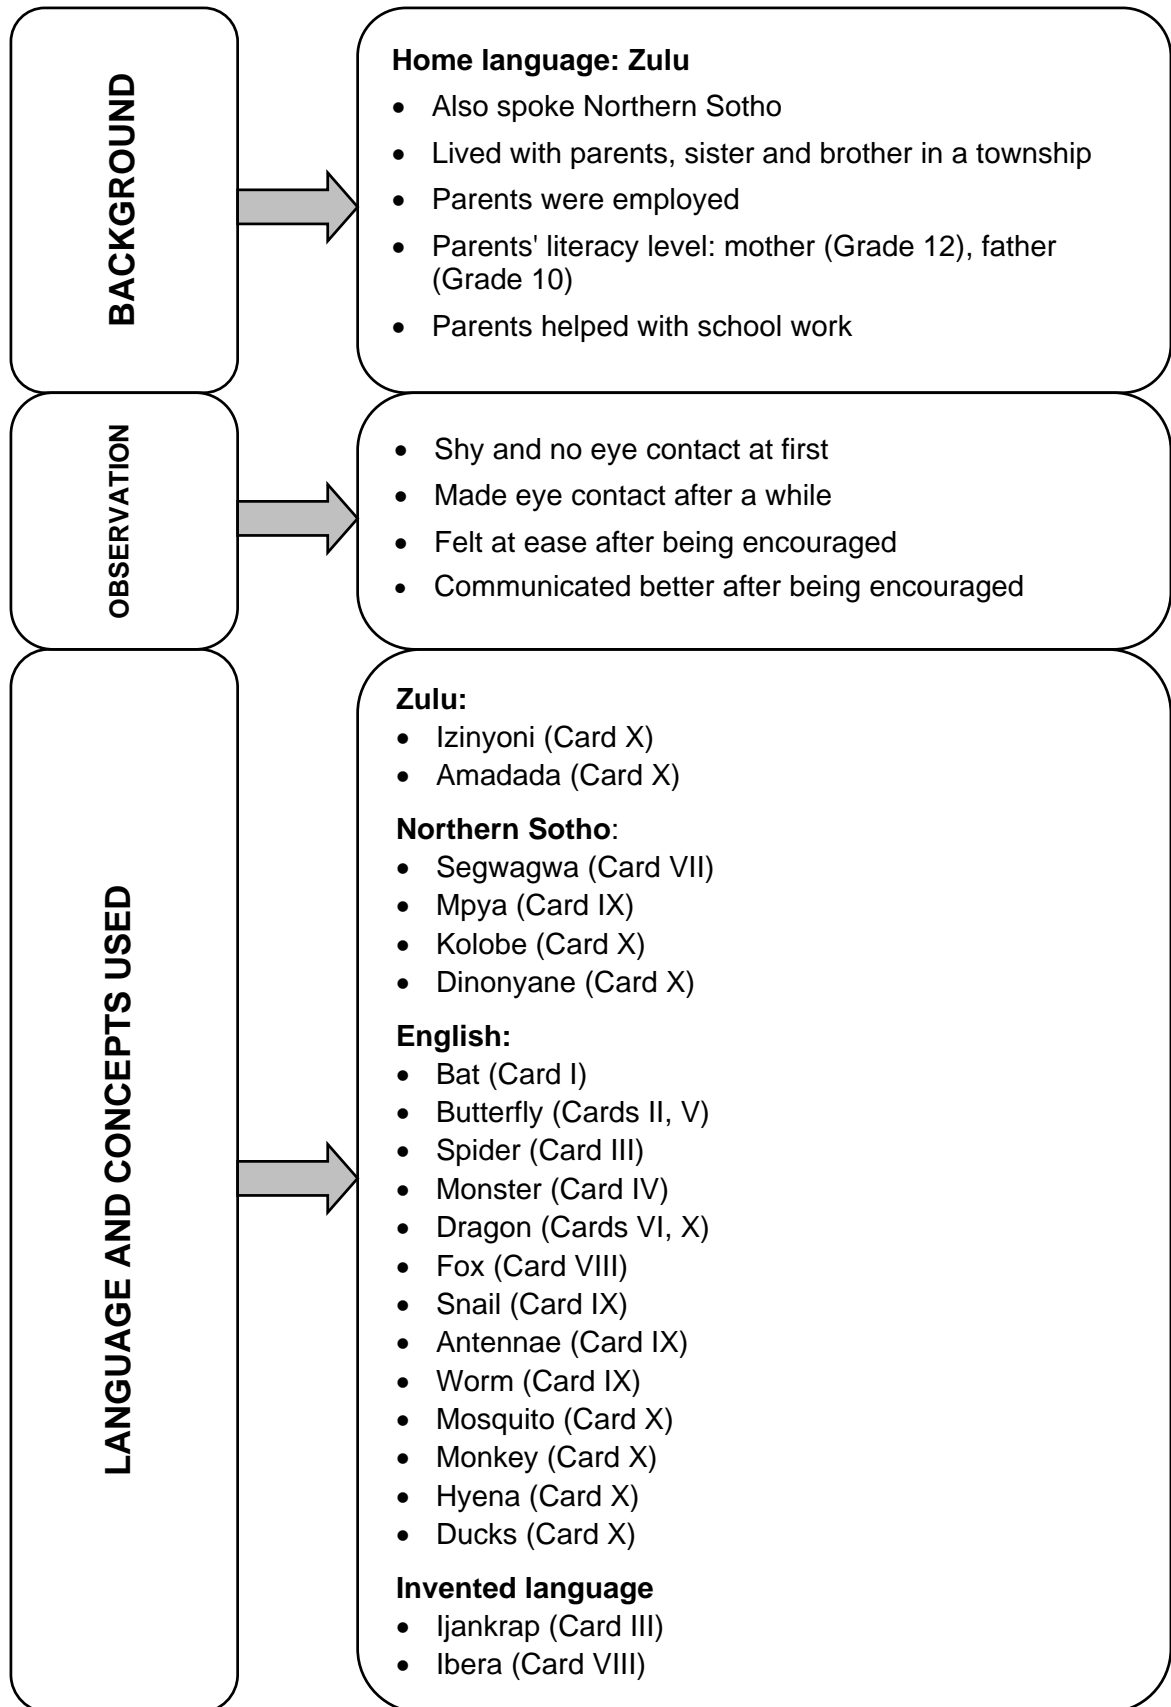 BACKGROUND
Home language: Zulu
• Also spoke Northern Sotho
• Lived with parents, sister and brother in a township
• Parents were employed
• Parents' literacy level: mother (Grade 12), father
(Grade 10)
• Parents helped with school work
OBSERVATION
• Shy and no eye contact at first
• Made eye contact after a while
• Felt at ease after being encouraged
• Communicated better after being encouraged
LANGUAGE AND CONCEPTS USED
Zulu:
• Izinyoni (Card X)
• Amadada (Card X)
Northern Sotho:
• Segwagwa (Card VII)
• Mpya (Card IX)
• Kolobe (Card X)
• Dinonyane (Card X)
English:
• Bat (Card I)
• Butterfly (Cards II, V)
• Spider (Card III)
• Monster (Card IV)
• Dragon (Cards VI, X)
• Fox (Card VIII)
• Snail (Card IX)
• Antennae (Card IX)
• Worm (Card IX)
• Mosquito (Card X)
• Monkey (Card X)
• Hyena (Card X)
• Ducks (Card X)
Invented language
• Ijankrap (Card III)
• Ibera (Card VIII)